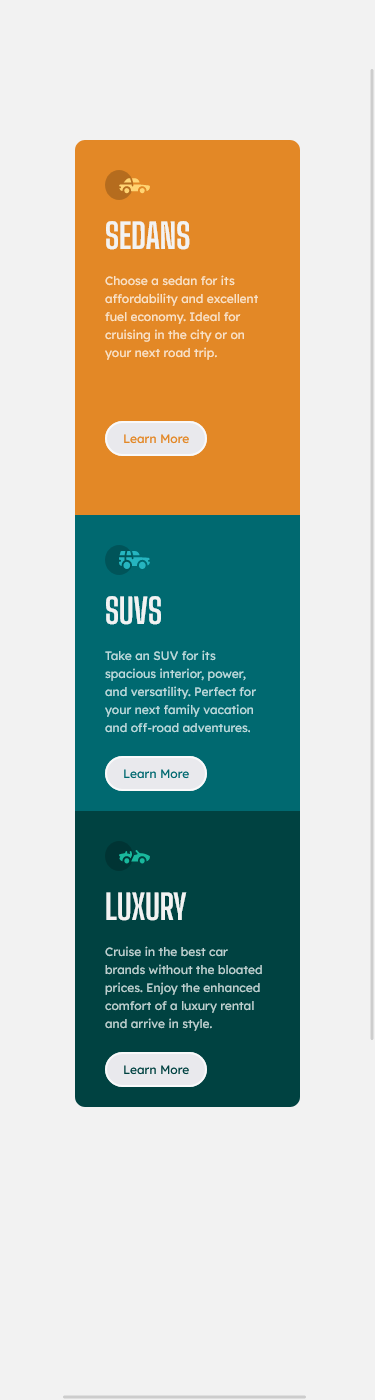 SEDANS
Choose a sedan for its
affordability and excellent
fuel economy. Ideal for
cruising in the city or on
your next road trip.
Learn More
SUVS
Take an SUV for its
spacious interior, power,
and versatility. Perfect for
your next family vacation
and off-road adventures.
Learn More
LUXURY
Cruise in the best car
brands without the bloated
prices. Enjoy the enhanced
comfort of a luxury rental
and arrive in style.
Learn More